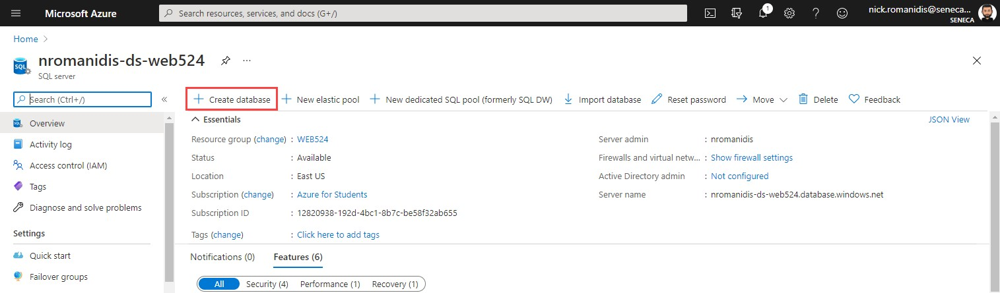 Microsoft Azure
Search resources, services, and docs (G+/)
1
nick.romanidis@seneca...
SENECA
Home
SQL
nromanidis-ds-web524
...
SQL server
Search (Ctrl+/)
«
Create database
New elastic pool
New dedicated SQL pool (formerly SQL DW)
Import database
Reset password
Move
Delete
Feedback
Overview
Activity log
Access control (IAM)
Tags
Diagnose and solve problems
Settings
Quick start
Failover groups
Essentials
JSON View
Resource group (change) : WEB524
Status : Available
Location : East US
Subscription (change) : Azure for Students
Subscription ID : 12820938-192d-4bc1-8b7c-be58f32ab655
Tags (change) : Click here to add tags
Server admin : nromanidis
Firewalls and virtual netw... : Show firewall settings
Active Directory admin : Not configured
Server name : nromanidis-ds-web524.database.windows.net
Notifications (0)
Features (6)
All
Security (4)
Performance (1)
Recovery (1)